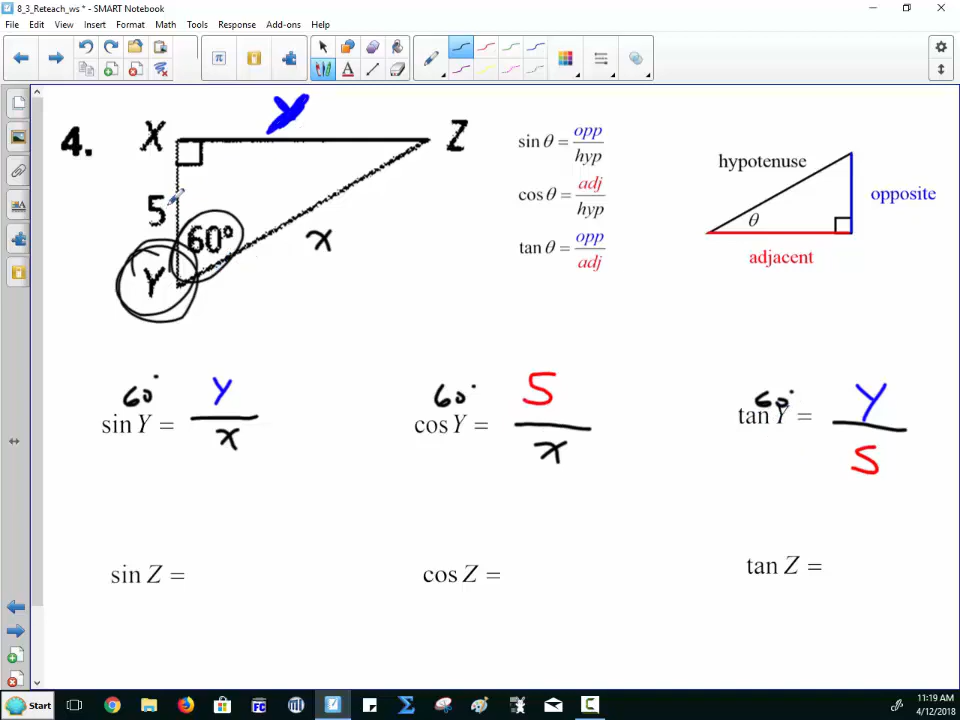 8_3_Reteach_ws * - SMART Notebook
File Edit View Insert Format Math Tools Response Add-ons Help
4.
X
y
Z
5
60°
x
Y
sin θ = opp/hyp
cos θ = adj/hyp
tan θ = opp/adj
hypotenuse
opposite
θ
adjacent
60°
sin Y = y/x
60°
cos Y = 5/x
60°
tan Y = y/5
sin Z =
cos Z =
tan Z =
Start
11:19 AM
4/12/2018